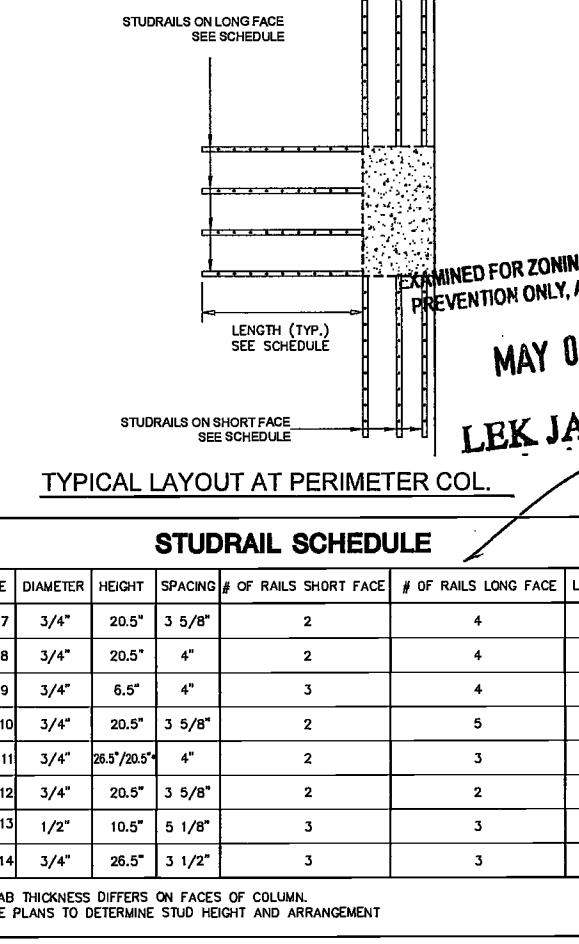 STUDRAILS ON LONG FACE
SEE SCHEDULE
EXAMINED FOR ZONIN
PREVENTION ONLY, A
LENGTH (TYP.)
SEE SCHEDULE
MAY 0
STUDRAILS ON SHORT FACE
SEE SCHEDULE
LEK JA
TYPICAL LAYOUT AT PERIMETER COL.
STUDRAIL SCHEDULE
E DIAMETER HEIGHT SPACING # OF RAILS SHORT FACE # OF RAILS LONG FACE L
7 3/4" 20.5" 3 5/8" 2 4
8 3/4" 20.5" 4" 2 4
9 3/4" 6.5" 4" 3 4
10 3/4" 20.5" 3 5/8" 2 5
11 3/4" 26.5"/20.5"* 4" 2 3
12 3/4" 20.5" 3 5/8" 2 2
13 1/2" 10.5" 5 1/8" 3 3
14 3/4" 26.5" 3 1/2" 3 3
AB THICKNESS DIFFERS ON FACES OF COLUMN.
E PLANS TO DETERMINE STUD HEIGHT AND ARRANGEMENT